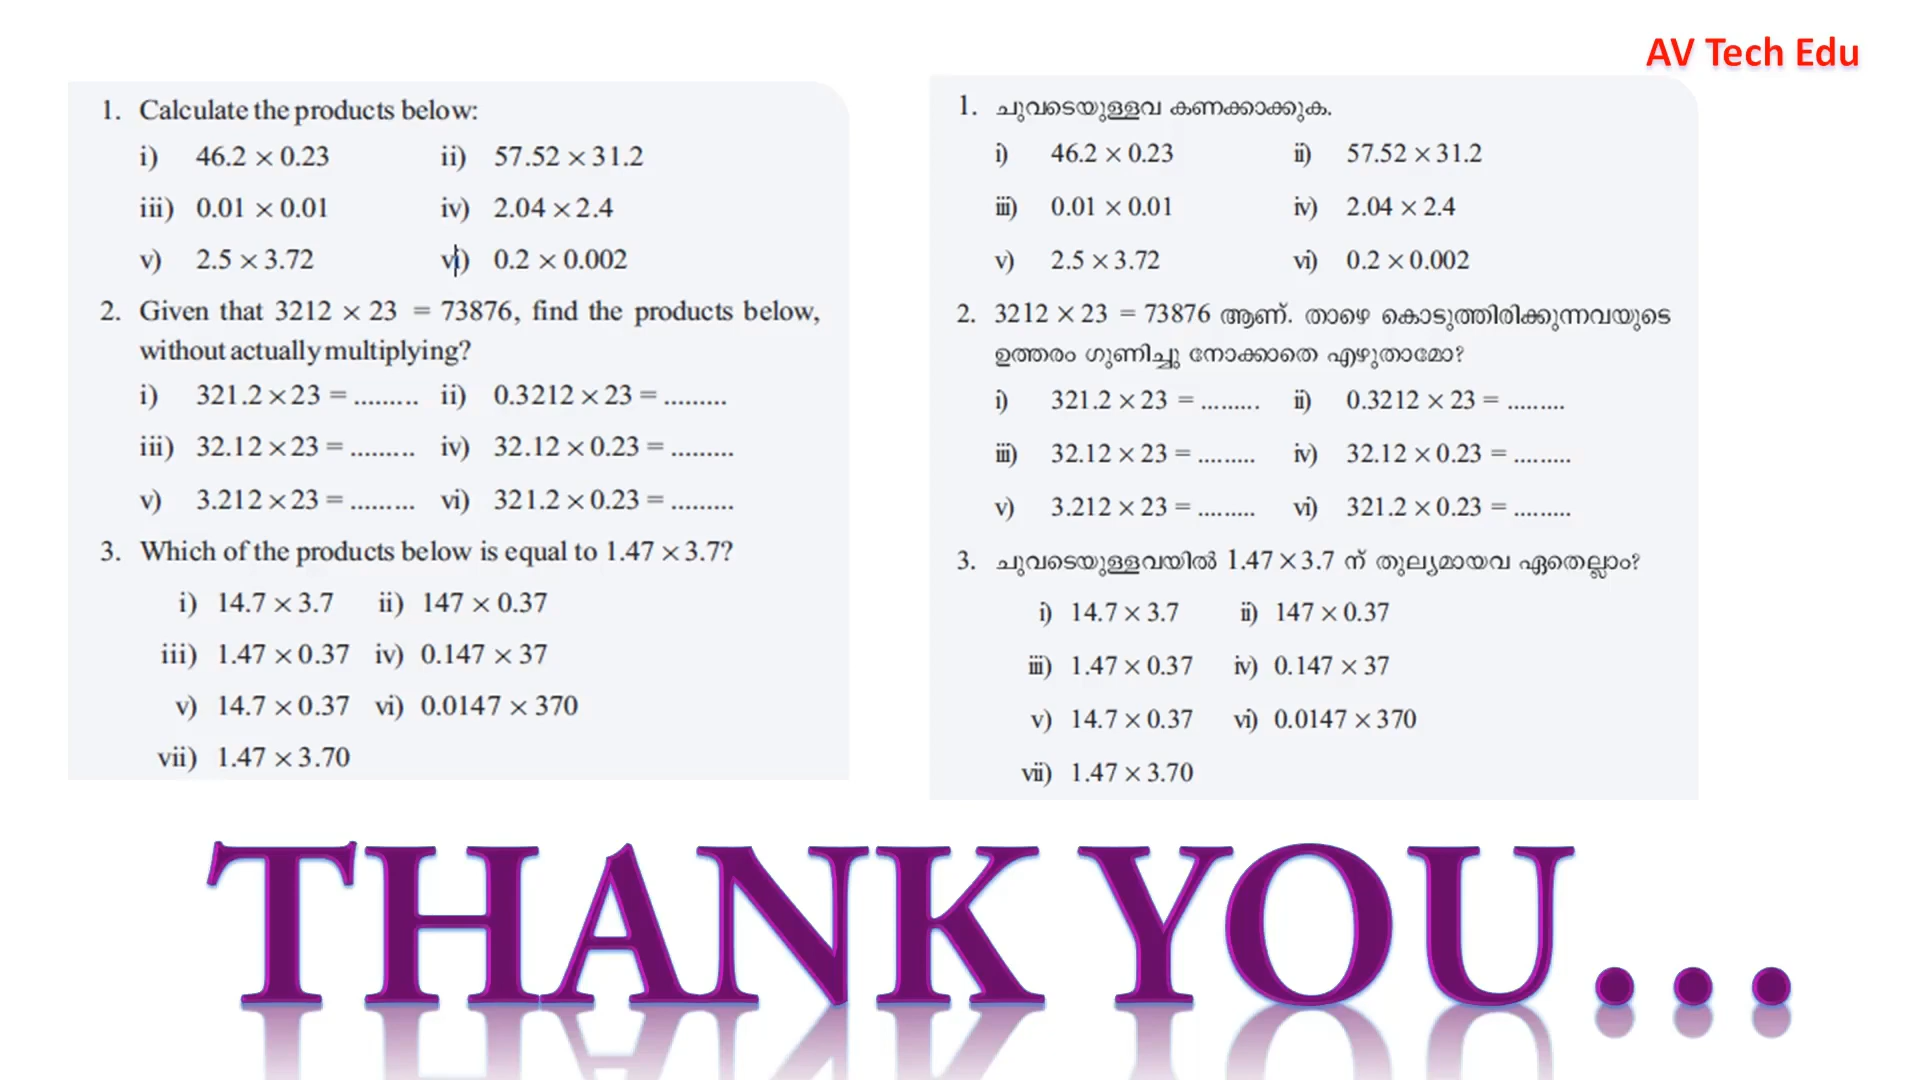 AV Tech Edu
1. Calculate the products below:
i) 46.2 × 0.23 ii) 57.52 × 31.2
iii) 0.01 × 0.01 iv) 2.04 × 2.4
v) 2.5 × 3.72 vi) 0.2 × 0.002
2. Given that 3212 × 23 = 73876, find the products below,
without actually multiplying?
i) 321.2 × 23 = ......... ii) 0.3212 × 23 = .........
iii) 32.12 × 23 = ......... iv) 32.12 × 0.23 = .........
v) 3.212 × 23 = ......... vi) 321.2 × 0.23 = .........
3. Which of the products below is equal to 1.47 × 3.7?
i) 14.7 × 3.7 ii) 147 × 0.37
iii) 1.47 × 0.37 iv) 0.147 × 37
v) 14.7 × 0.37 vi) 0.0147 × 370
vii) 1.47 × 3.70
1. ചുവടെയുള്ളവ കണക്കാക്കുക.
i) 46.2 × 0.23 ii) 57.52 × 31.2
iii) 0.01 × 0.01 iv) 2.04 × 2.4
v) 2.5 × 3.72 vi) 0.2 × 0.002
2. 3212 × 23 = 73876 ആണ്. താഴെ കൊടുത്തിരിക്കുന്നവയുടെ
ഉത്തരം ഗുണിച്ചു നോക്കാതെ എഴുതാമോ?
i) 321.2 × 23 = ......... ii) 0.3212 × 23 = .........
iii) 32.12 × 23 = ......... iv) 32.12 × 0.23 = .........
v) 3.212 × 23 = ......... vi) 321.2 × 0.23 = .........
3. ചുവടെയുള്ളവയിൽ 1.47 × 3.7 ന് തുല്യമായവ ഏതെല്ലാം?
i) 14.7 × 3.7 ii) 147 × 0.37
iii) 1.47 × 0.37 iv) 0.147 × 37
v) 14.7 × 0.37 vi) 0.0147 × 370
vii) 1.47 × 3.70
THANK YOU...